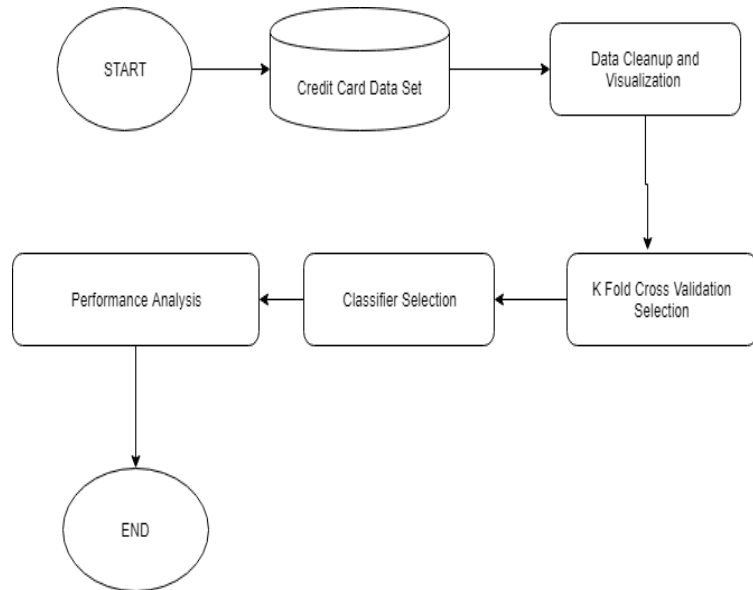 START
Credit Card Data Set
Data Cleanup and
Visualization
K Fold Cross Validation
Selection
Classifier Selection
Performance Analysis
END